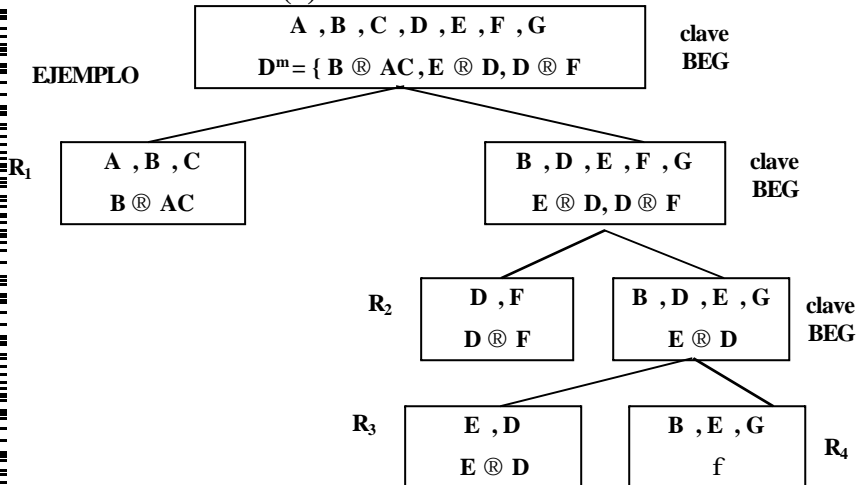 A ,B ,C ,D ,E ,F ,G
clave
BEG
D^m = { B ® AC, E ® D, D ® F
EJEMPLO
R₁
A ,B ,C
B ® AC
B ,D ,E ,F ,G
E ® D, D ® F
clave
BEG
R₂
D ,F
D ® F
B ,D ,E ,G
E ® D
clave
BEG
R₃
E ,D
E ® D
B ,E ,G
f
R₄